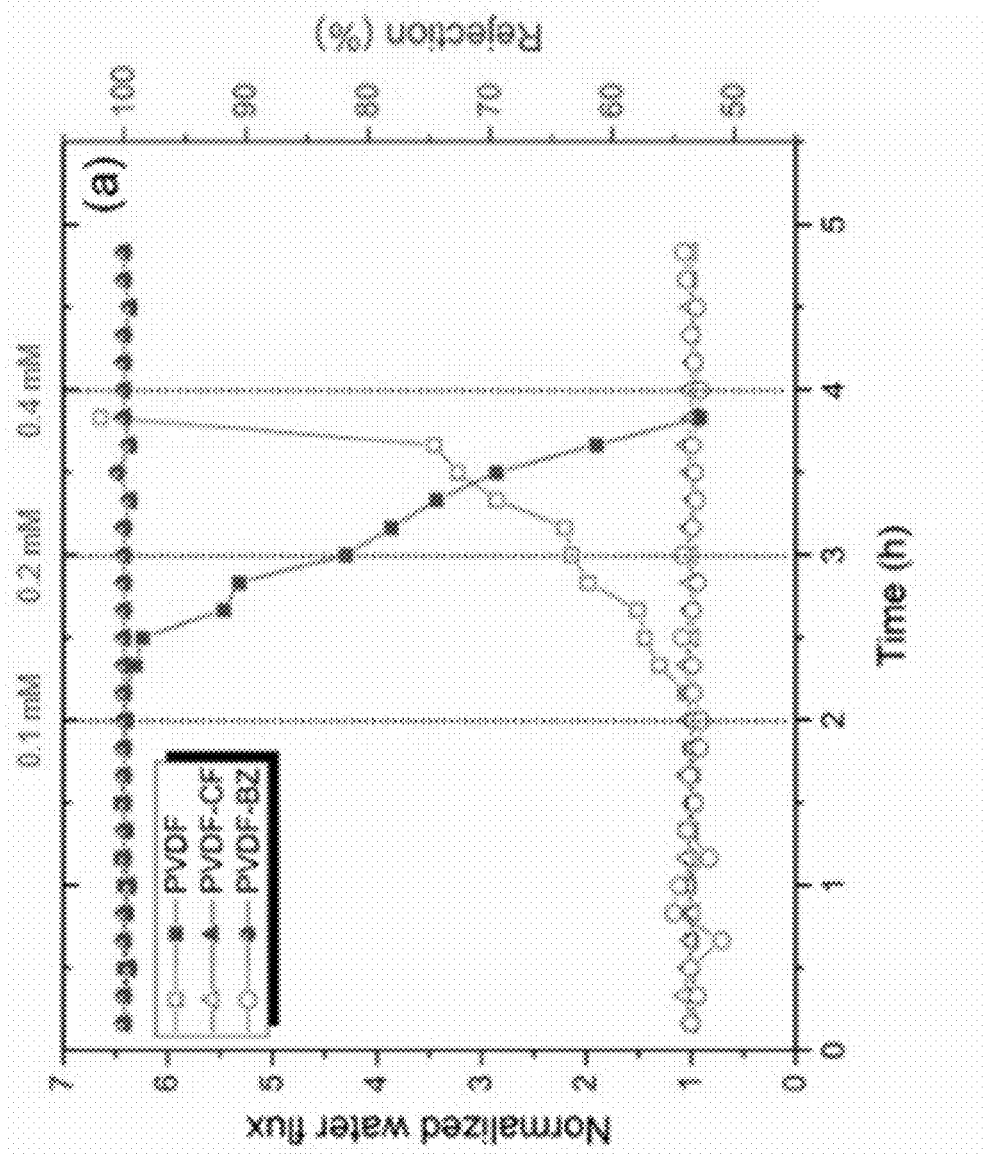 0.1 mM
0.2 mM
0.4 mM
(a)
PVDF
PVDF-CF
PVDF-BZ
Normalized water flux
7
6
5
4
3
2
1
0
Rejection (%)
100
90
80
70
60
50
0
1
2
3
4
5
Time (h)